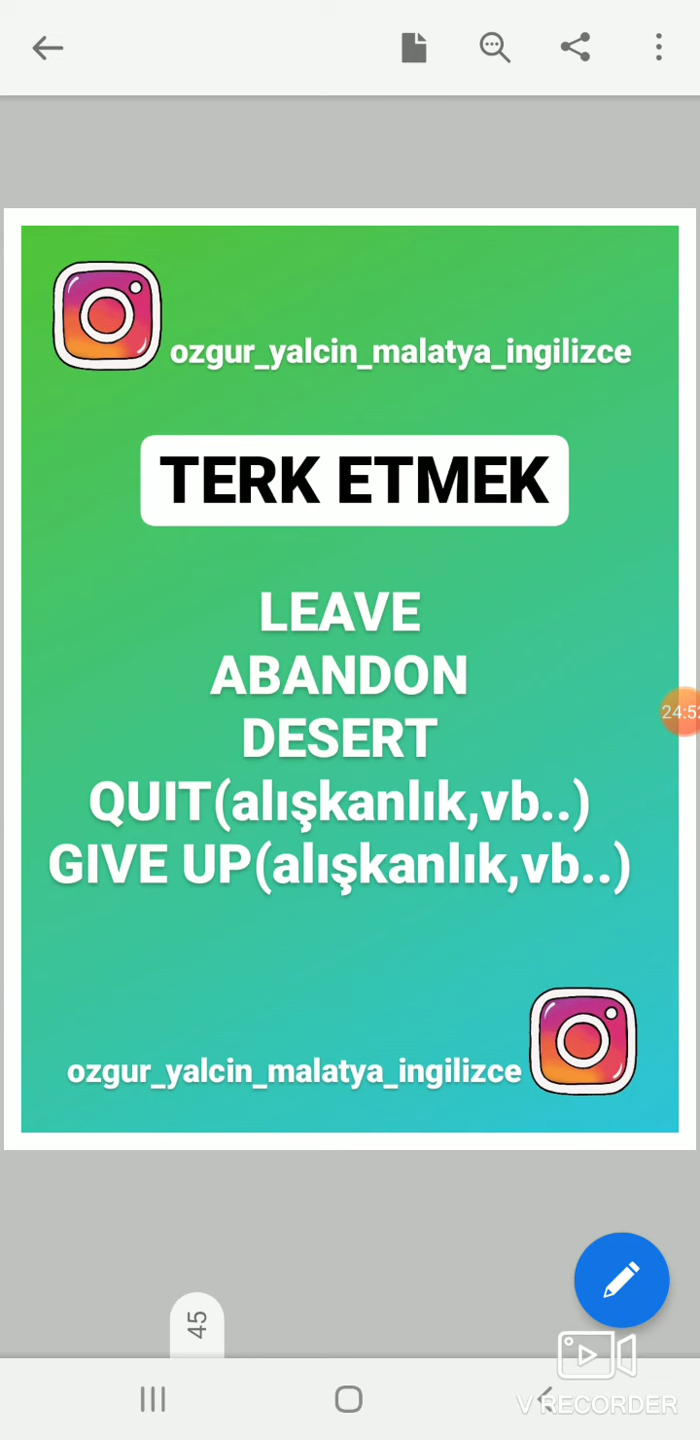 ozgur_yalcin_malatya_ingilizce
TERK ETMEK
LEAVE
ABANDON
DESERT
QUIT(alışkanlık,vb..)
GIVE UP(alışkanlık,vb..)
ozgur_yalcin_malatya_ingilizce
45
V RECORDER